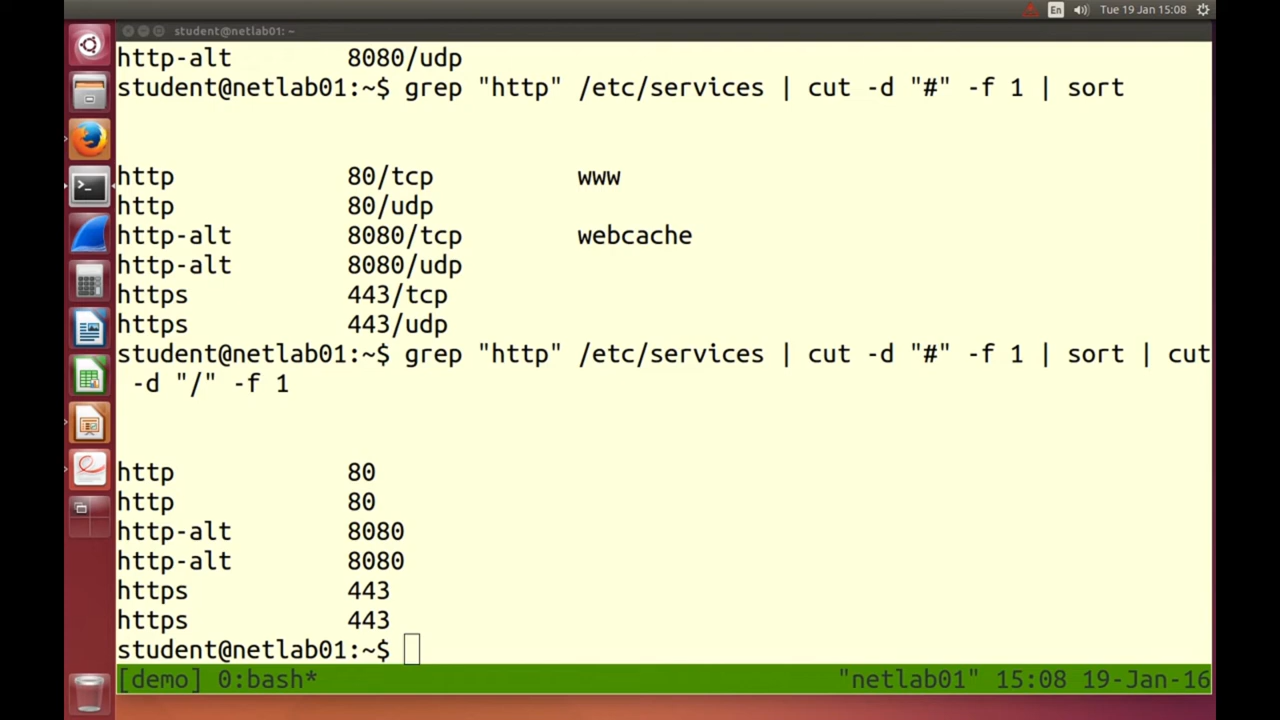 En Tue 19 Jan 15:08
student@netlab01: ~
http-alt 8080/udp
student@netlab01:~$ grep "http" /etc/services | cut -d "#" -f 1 | sort
http 80/tcp www
http 80/udp
http-alt 8080/tcp webcache
http-alt 8080/udp
https 443/tcp
https 443/udp
student@netlab01:~$ grep "http" /etc/services | cut -d "#" -f 1 | sort | cut
-d "/" -f 1
http 80
http 80
http-alt 8080
http-alt 8080
https 443
https 443
student@netlab01:~$
[demo] 0:bash* "netlab01" 15:08 19-Jan-16